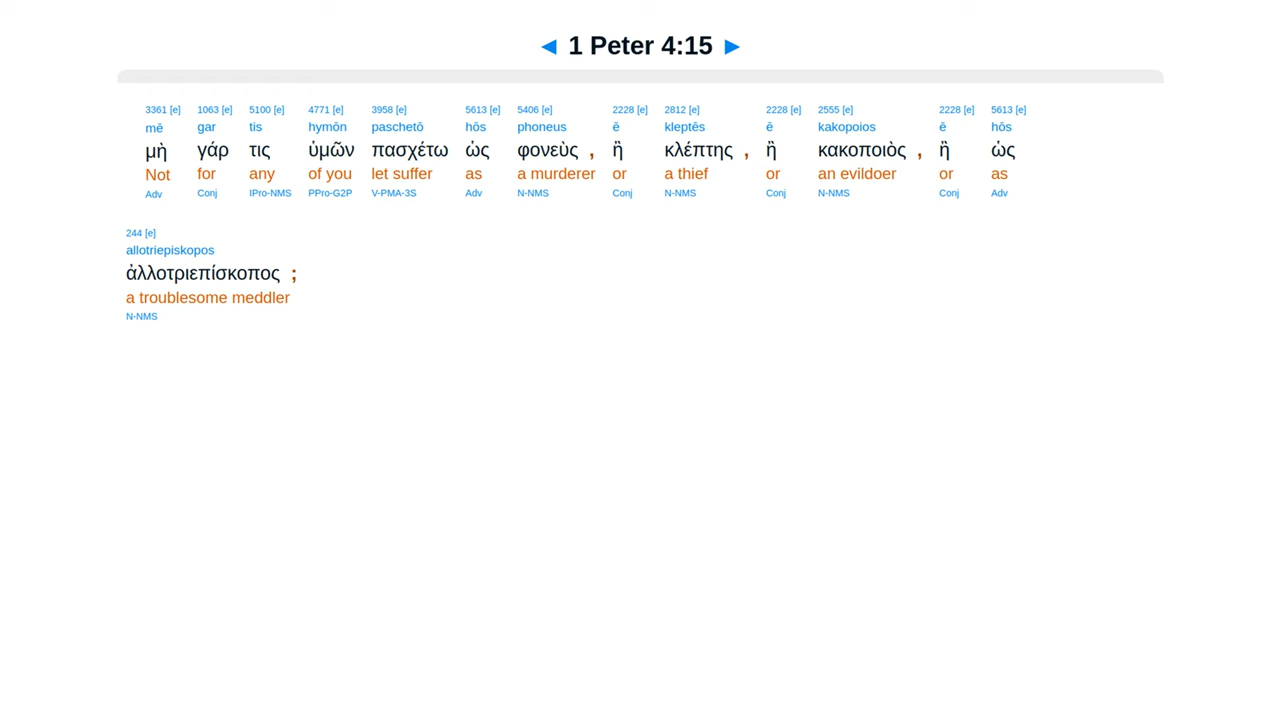 ◄ 1 Peter 4:15 ►
3361 [e] 1063 [e] 5100 [e] 4771 [e] 3958 [e] 5613 [e] 5406 [e] 2228 [e] 2812 [e] 2228 [e] 2555 [e] 2228 [e] 5613 [e]
mē gar tis hymōn paschetō hōs phoneus ē kleptēs ē kakopoios ē hōs
μὴ γάρ τις ὑμῶν πασχέτω ὡς φονεὺς , ἢ κλέπτης , ἢ κακοποιὸς , ἢ ὡς
Not for any of you let suffer as a murderer or a thief or an evildoer or as
Adv Conj IPro-NMS PPro-G2P V-PMA-3S Adv N-NMS Conj N-NMS Conj N-NMS Conj Adv
244 [e]
allotriepiskopos
ἀλλοτριεπίσκοπος ;
a troublesome meddler
N-NMS